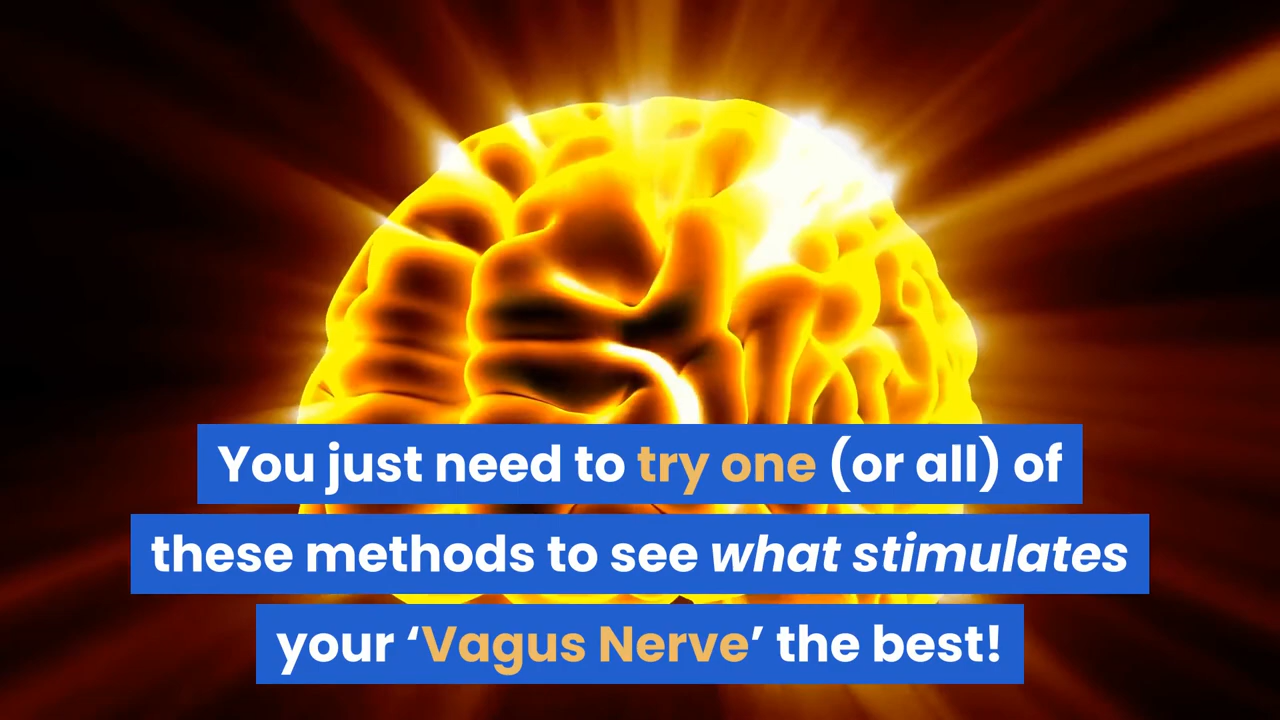 You just need to try one (or all) of
these methods to see what stimulates
your ‘Vagus Nerve’ the best!